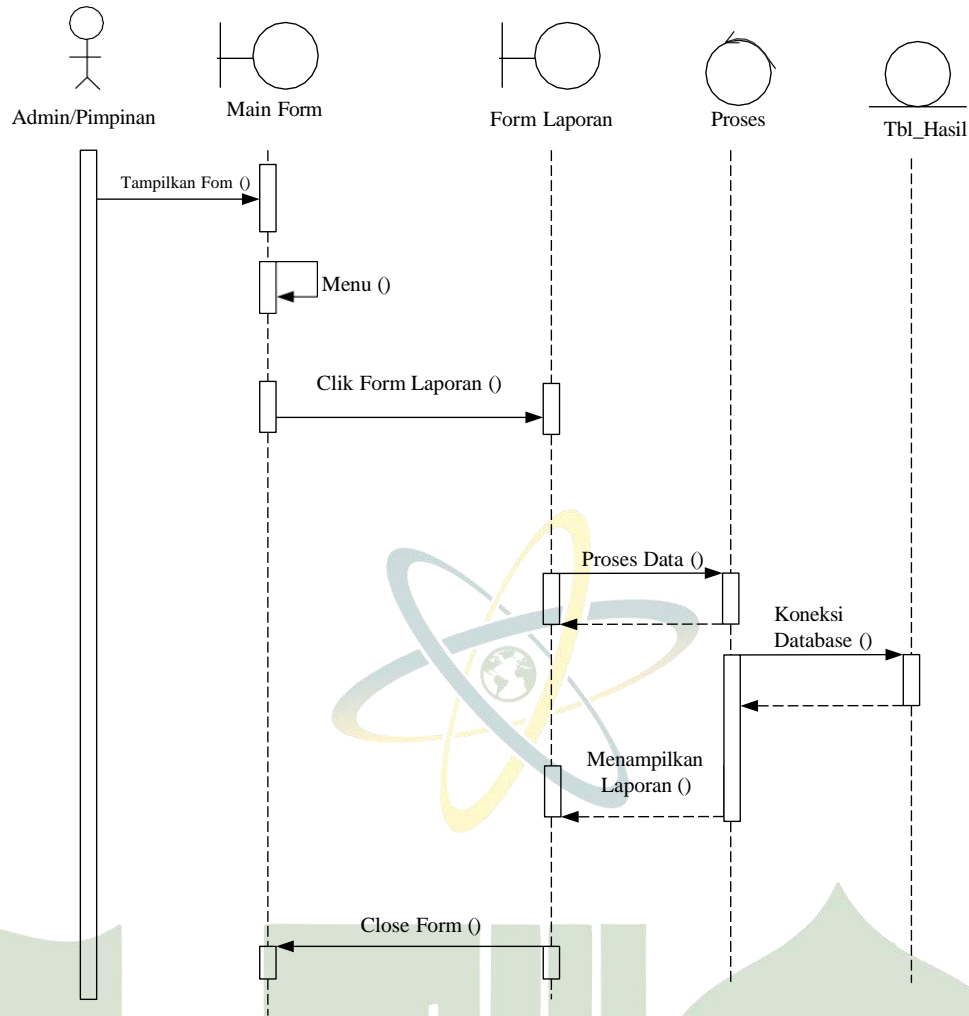 Admin/Pimpinan
Main Form
Form Laporan
Proses
Tbl_Hasil
Tampilkan Fom ()
Menu ()
Clik Form Laporan ()
Proses Data ()
Koneksi
Database ()
Menampilkan
Laporan ()
Close Form ()